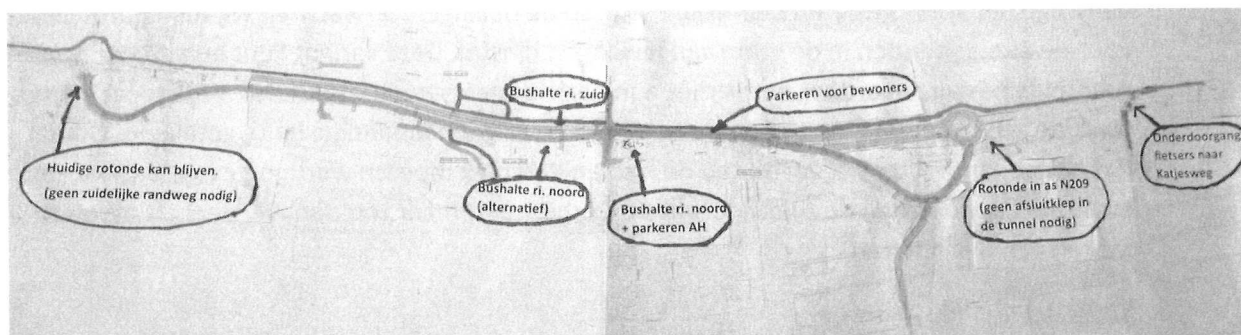 Huidige rotonde kan blijven.
(geen zuidelijke randweg nodig)
Bushalte ri. zuid
Bushalte ri. noord
(alternatief)
Bushalte ri. noord
+ parkeren AH
Parkeren voor bewoners
Rotonde in as N209
(geen afsluitklep in
de tunnel nodig)
Onderdoorgang
fietsers naar
Katjesweg